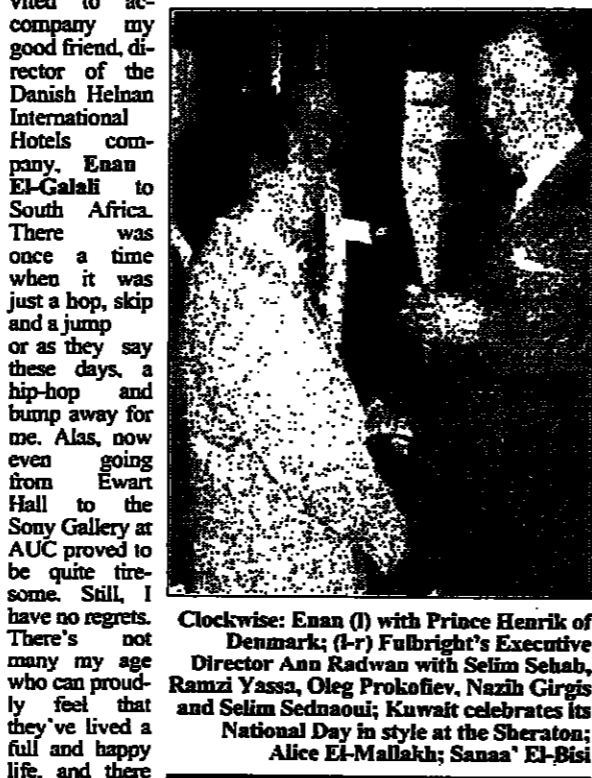 vited to ac-
company my
good friend, di-
rector of the
Danish Helnan
International
Hotels com-
pany, Enan
El-Galali to
South Africa.
There was
once a time
when it was
just a hop, skip
and a jump
or as they say
these days, a
hip-hop and
bump away for
me. Alas, now
even going
from Ewart
Hall to the
Sony Gallery at
AUC proved to
be quite tire-
some. Still, I
have no regrets.
There's not
many my age
who can proud-
ly feel that
they've lived a
full and happy
life, and there
Clockwise: Enan (l) with Prince Henrik of
Denmark; (l-r) Fulbright's Executive
Director Ann Radwan with Selim Sehab,
Ramzi Yassa, Oleg Prokofiev, Nazih Girgis
and Selim Sednaoui; Kuwait celebrates its
National Day in style at the Sheraton;
Alice El-Mallakh; Sanaa' El-Bisi